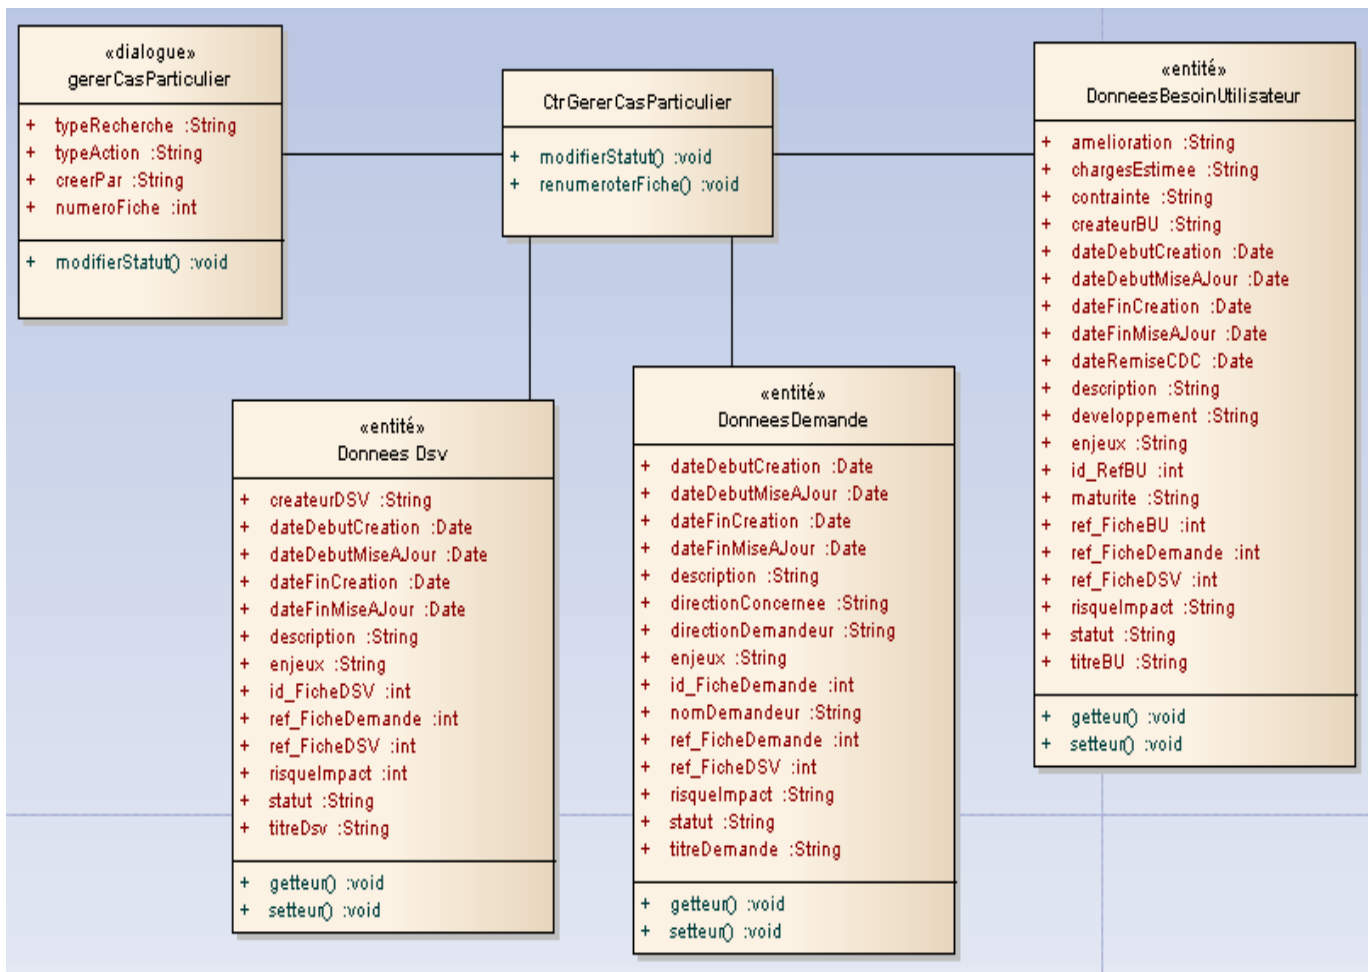 «dialogue»
gererCasParticulier
+ typeRecherche :String
+ typeAction :String
+ creerPar :String
+ numeroFiche :int
+ modifierStatut() :void
CtrGererCasParticulier
+ modifierStatut() :void
+ renumeroterFiche() :void
«entité»
DonneesBesoinUtilisateur
+ amelioration :String
+ chargesEstimee :String
+ contrainte :String
+ createurBU :String
+ dateDebutCreation :Date
+ dateDebutMiseAJour :Date
+ dateFinCreation :Date
+ dateFinMiseAJour :Date
+ dateRemiseCDC :Date
+ description :String
+ developpement :String
+ enjeux :String
+ id_RefBU :int
+ maturite :String
+ ref_FicheBU :int
+ ref_FicheDemande :int
+ ref_FicheDSV :int
+ risqueImpact :String
+ statut :String
+ titreBU :String
+ getteur() :void
+ setteur() :void
«entité»
Donnees Dsv
+ createurDSV :String
+ dateDebutCreation :Date
+ dateDebutMiseAJour :Date
+ dateFinCreation :Date
+ dateFinMiseAJour :Date
+ description :String
+ enjeux :String
+ id_FicheDSV :int
+ ref_FicheDemande :int
+ ref_FicheDSV :int
+ risqueImpact :int
+ statut :String
+ titreDsv :String
+ getteur() :void
+ setteur() :void
«entité»
DonneesDemande
+ dateDebutCreation :Date
+ dateDebutMiseAJour :Date
+ dateFinCreation :Date
+ dateFinMiseAJour :Date
+ description :String
+ directionConcernee :String
+ directionDemandeur :String
+ enjeux :String
+ id_FicheDemande :int
+ nomDemandeur :String
+ ref_FicheDemande :int
+ ref_FicheDSV :int
+ risqueImpact :String
+ statut :String
+ titreDemande :String
+ getteur() :void
+ setteur() :void